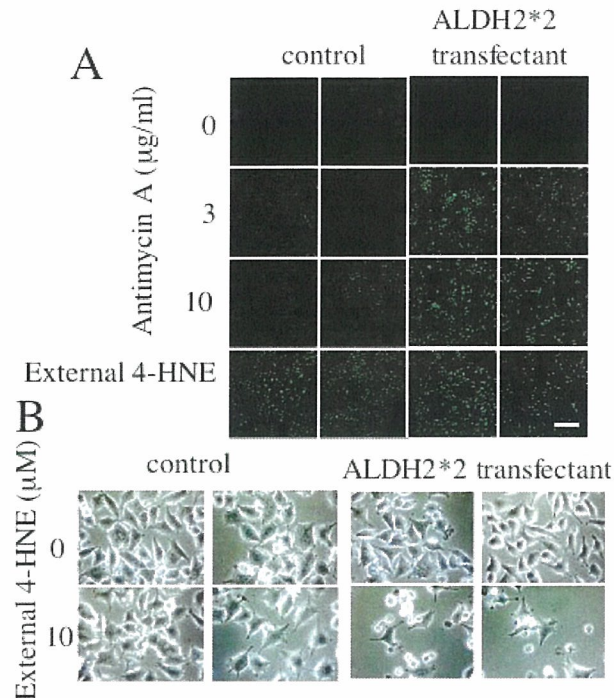 ALDH2*2
A
control
transfectant
Antimycin A (µg/ml)
0
3
10
External 4-HNE
B
control
ALDH2*2 transfectant
External 4-HNE (µM)
0
10